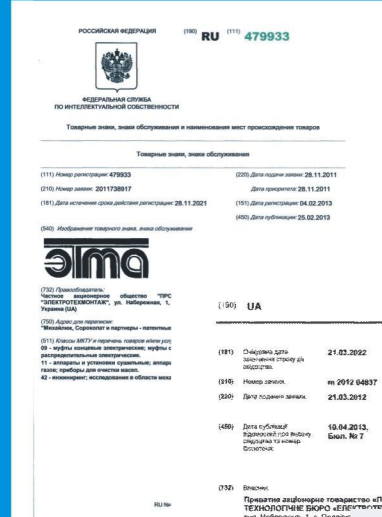 РОССИЙСКАЯ ФЕДЕРАЦИЯ
(190) RU (111) 479933
ФЕДЕРАЛЬНАЯ СЛУЖБА
ПО ИНТЕЛЛЕКТУАЛЬНОЙ СОБСТВЕННОСТИ
Товарные знаки, знаки обслуживания и наименования мест происхождение товаров
Товарные знаки, знаки обслуживания
(111) Номер регистрации: 479933
(220) Дата подачи заявки: 28.11.2011
(210) Номер заявки: 2011738917
Дата приоритета: 28.11.2011
(181) Дата истечения срока действия регистрации: 28.11.2021
(151) Дата регистрации: 04.02.2013
(450) Дата публикации: 25.02.2013
(540) Изображение товарного знака, знака обслуживания
этма
(732) Правообладатель:
Частное акционерное общество "ПРО
"ЭЛЕКТРОТЕХМОНТАЖ", ул. Набережная, 1,
Украина (UA)
(750) Адрес для переписки:
"Михайлюк, Сороколат и партнеры - патентные
(511) Классы МКТУ и перечень товаров и/или усл
09 - муфты концевые электрические; муфты с
распределительные электрические.
11 - аппараты и установки сушильные; аппара
газов; приборы для очистки масел.
42 - инжиниринг; исследования в области меха
(190) UA
(181) Очікувана дата
закінчення строку дії
свідоцтва:
21.03.2022
(210) Номер заявки:
m 2012 04837
(220) Дата подання заявки:
21.03.2012
(450) Дата публікації
відомостей про видачу
свідоцтва та номер
бюлетеня:
10.04.2013,
Бюл. № 7
(732) Власник:
Приватне акціонерне товариство «П
ТЕХНОЛОГІЧНЕ БЮРО «ЕЛЕКТРОТЕ